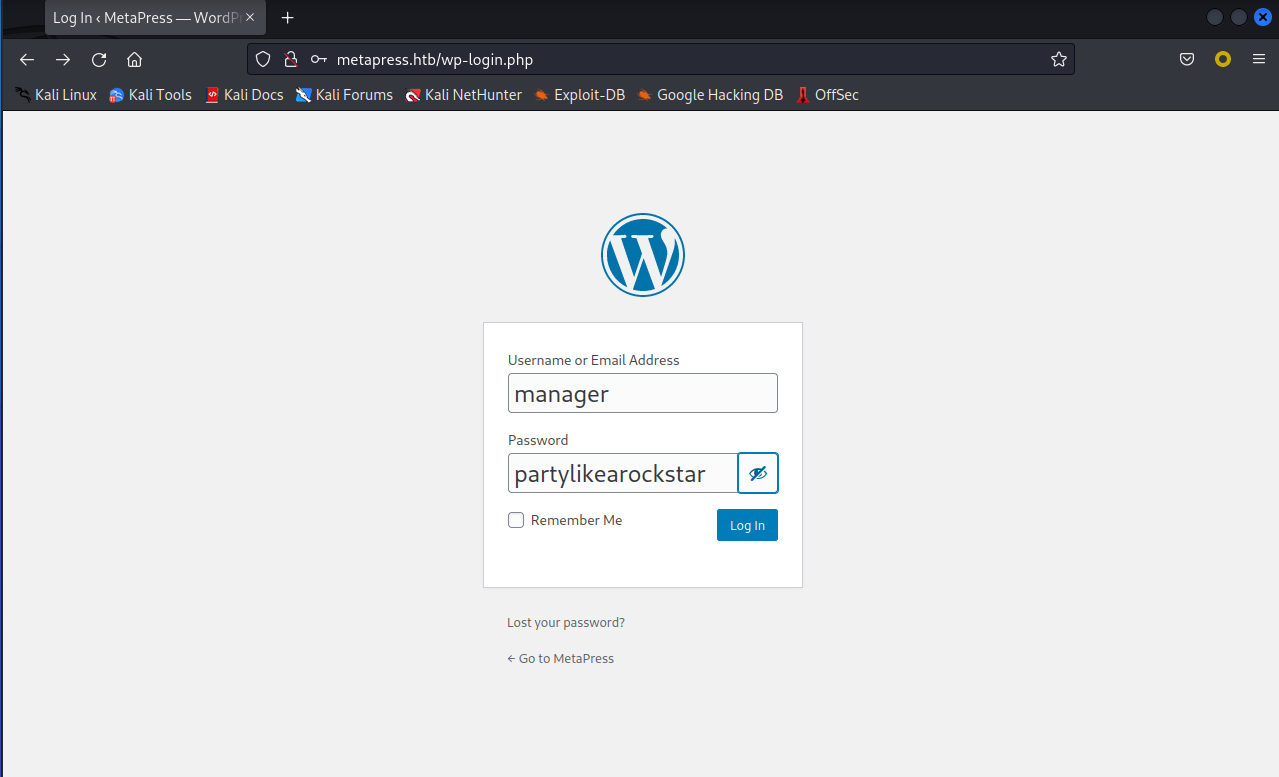 Log In ‹ MetaPress — WordPr
metapress.htb/wp-login.php
Kali Linux Kali Tools Kali Docs Kali Forums Kali NetHunter Exploit-DB Google Hacking DB OffSec
Username or Email Address
manager
Password
partylikearockstar
Remember Me Log In
Lost your password?
← Go to MetaPress